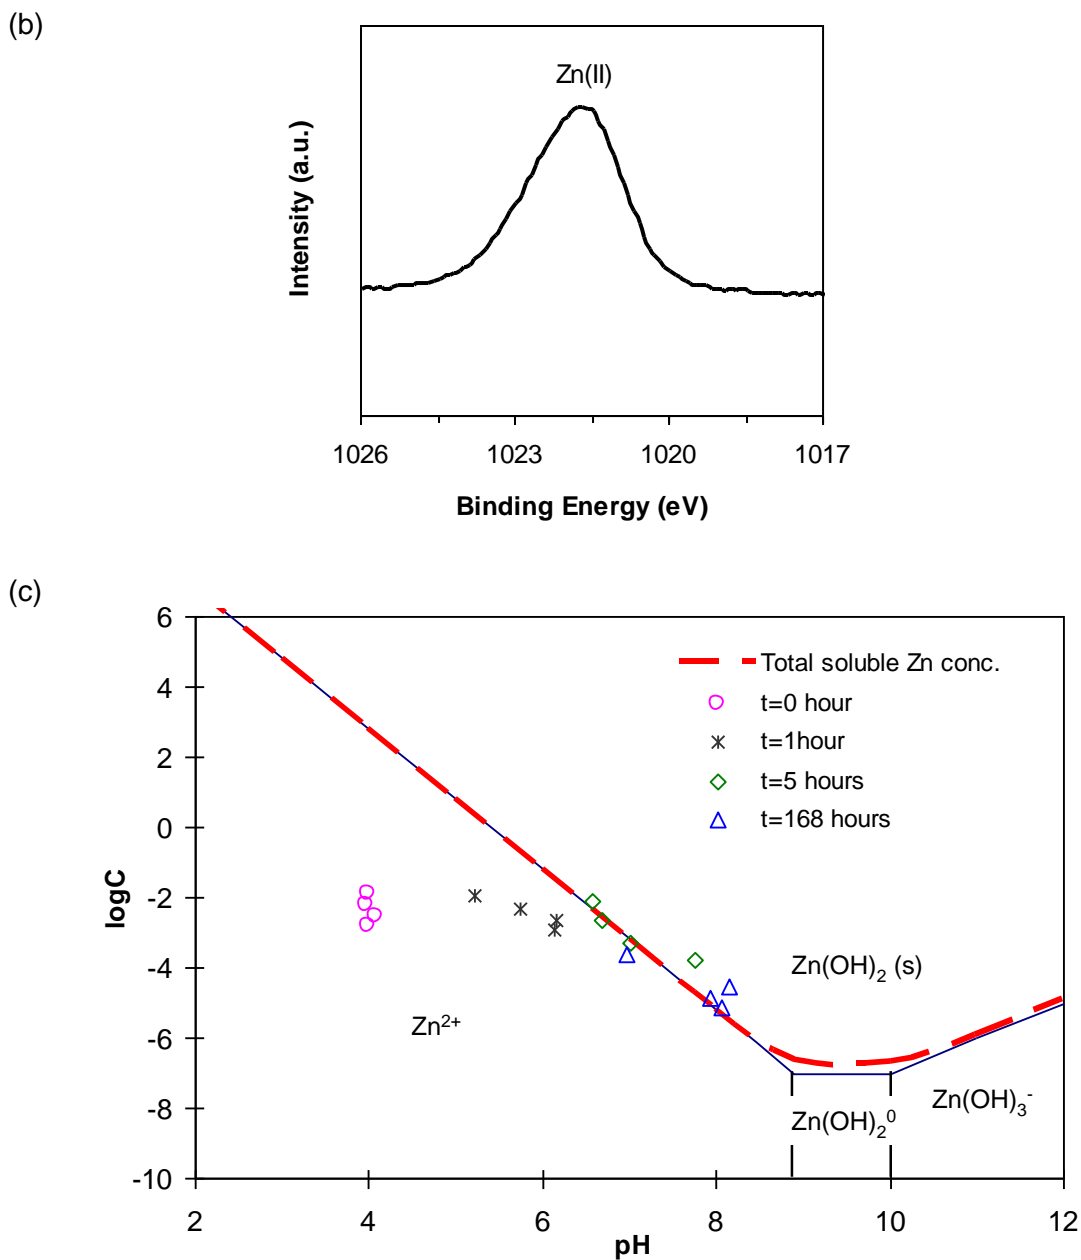 (b)
Zn(II)
Intensity (a.u.)
1026 1023 1020 1017
Binding Energy (eV)
(c)
6
4
2
0
-2
-4
-6
-8
-10
logC
Total soluble Zn conc.
t=0 hour
t=1hour
t=5 hours
t=168 hours
Zn(OH)₂ (s)
Zn²⁺
Zn(OH)₂⁰
Zn(OH)₃⁻
2 4 6 8 10 12
pH